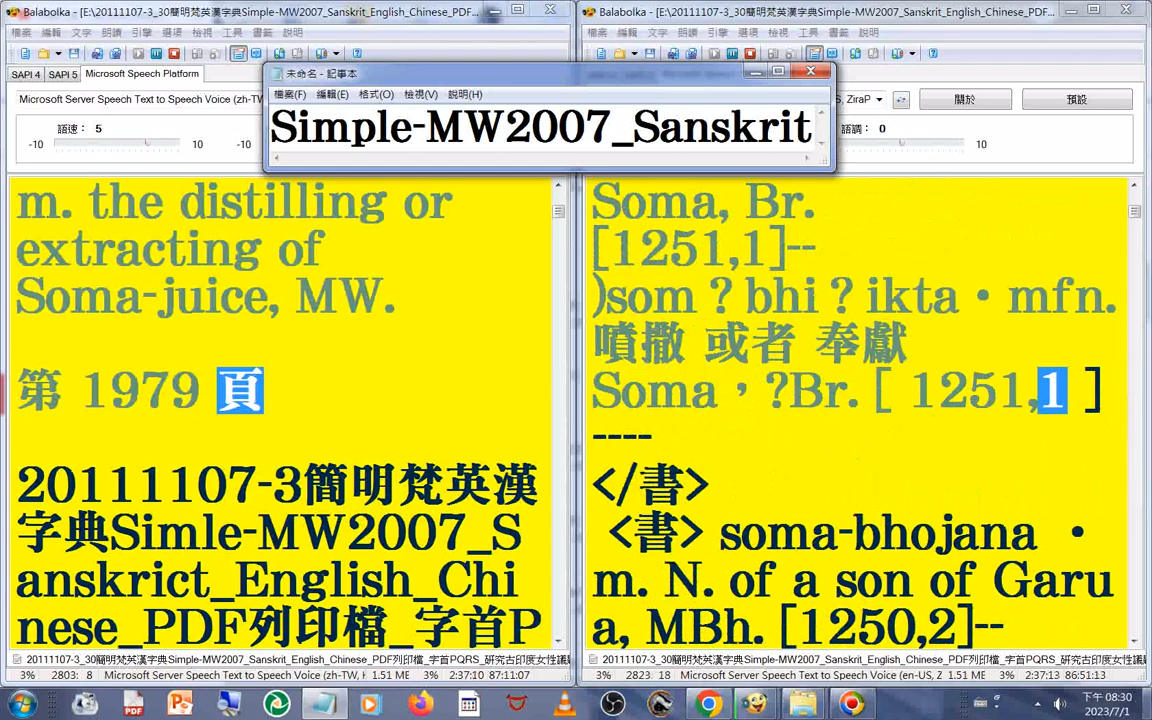 Balabolka - [E:\20111107-3_30簡明梵英漢字典Simple-MW2007_Sanskrit_English_Chinese_PDF...
檔案 編輯 文字 朗讀 引擎 選項 檢視 工具 書籤 說明
SAPI 4 SAPI 5 Microsoft Speech Platform
Microsoft Server Speech Text to Speech Voice (zh-TW,
語速： 5
-10 10 -10
m. the distilling or
extracting of
Soma-juice, MW.
第 1979 頁
20111107-3簡明梵英漢
字典Simle-MW2007_S
anskrict_English_Chi
nese_PDF列印檔_字首P
20111107-3_30簡明梵英漢字典Simple-MW2007_Sanskrit_English_Chinese_PDF列印檔_字首PQRS_研究古印度女性議
3% 2803: 8 Microsoft Server Speech Text to Speech Voice (zh-TW, H 1.51 ME 3% 2:37:10 87:11:07
未命名 - 記事本
檔案(F) 編輯(E) 格式(O) 檢視(V) 說明(H)
Simple-MW2007_Sanskrit
Balabolka - [E:\20111107-3_30簡明梵英漢字典Simple-MW2007_Sanskrit_English_Chinese_PDF...
檔案 編輯 文字 朗讀 引擎 選項 檢視 工具 書籤 說明
S, ZiraP 關於 預設
語調： 0
10
Soma, Br.
[1251,1]--
)som ? bhi ? ikta • mfn.
噴撒 或者 奉獻
Soma，?Br. [ 1251,1 ]
----
</書>
<書> soma-bhojana •
m. N. of a son of Garu
a, MBh. [1250,2]--
20111107-3_30簡明梵英漢字典Simple-MW2007_Sanskrit_English_Chinese_PDF列印檔_字首PQRS_研究古印度女性議
3% 2823 18 Microsoft Server Speech Text to Speech Voice (en-US, Z 1.51 ME 3% 2:37:13 86:51:13
PDF
下午 08:30
2023/7/1